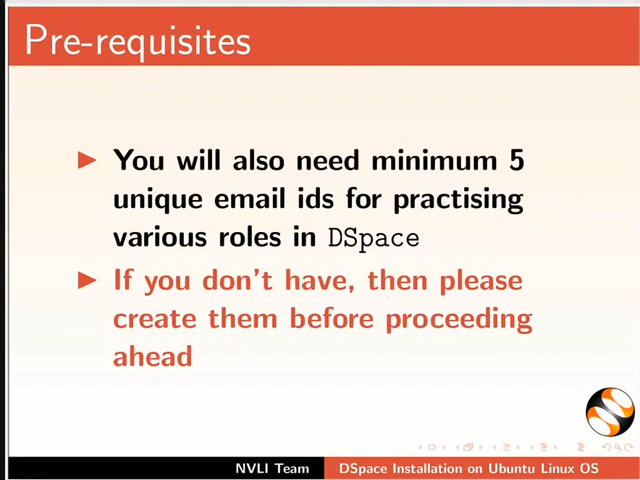 Pre-requisites
You will also need minimum 5
unique email ids for practising
various roles in DSpace
If you don't have, then please
create them before proceeding
ahead
NVLI Team
DSpace Installation on Ubuntu Linux OS